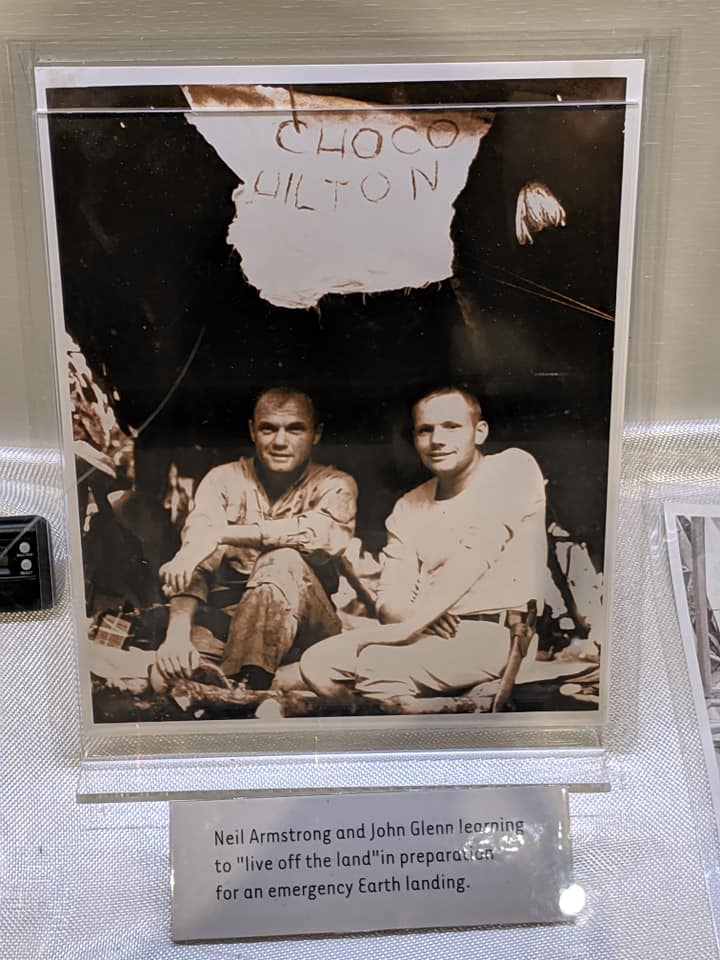 CHOCO
HILTON
Neil Armstrong and John Glenn learning
to "live off the land"in preparation
for an emergency Earth landing.